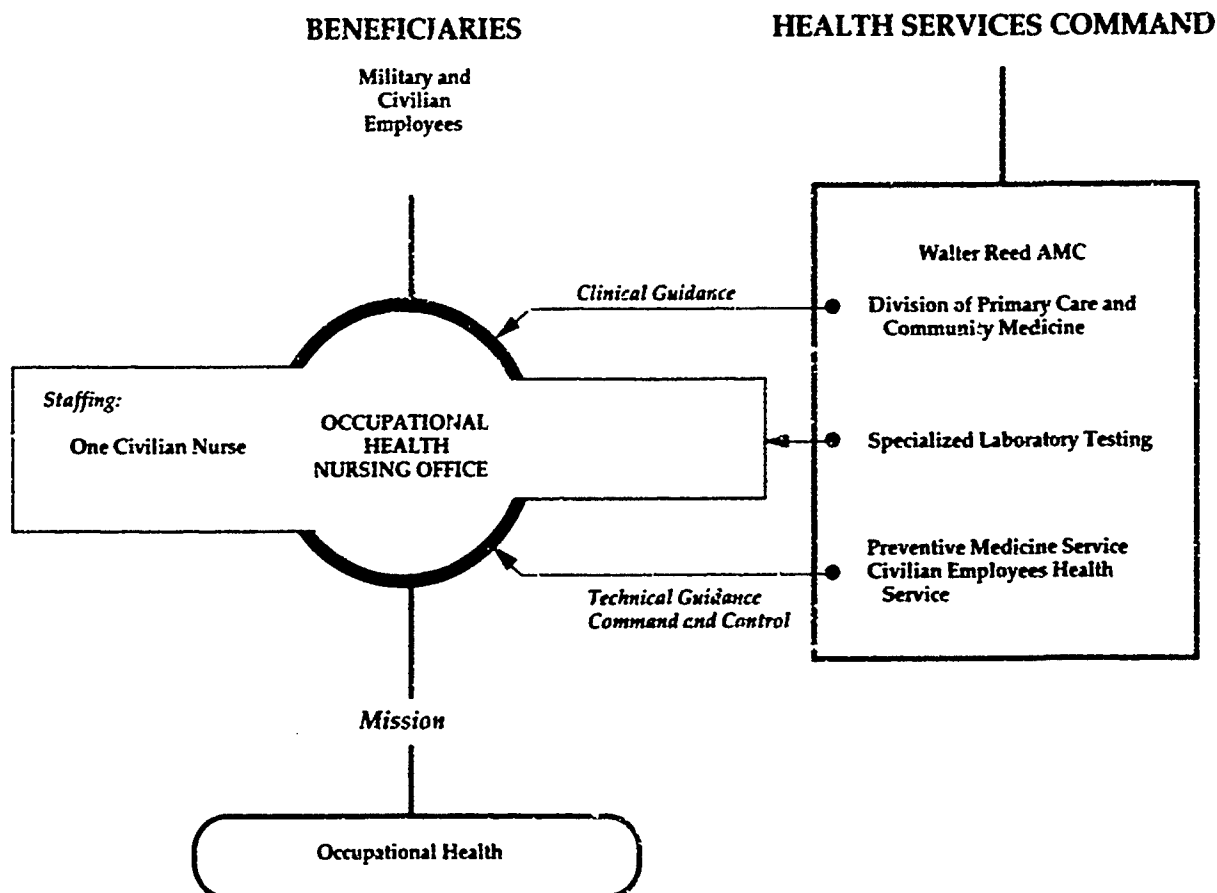 BENEFICIARIES
Military and
Civilian
Employees
HEALTH SERVICES COMMAND
Walter Reed AMC
Clinical Guidance
Division of Primary Care and
Community Medicine
Staffing:
One Civilian Nurse
OCCUPATIONAL
HEALTH
NURSING OFFICE
Specialized Laboratory Testing
Preventive Medicine Service
Civilian Employees Health
Service
Technical Guidance
Command and Control
Mission
Occupational Health